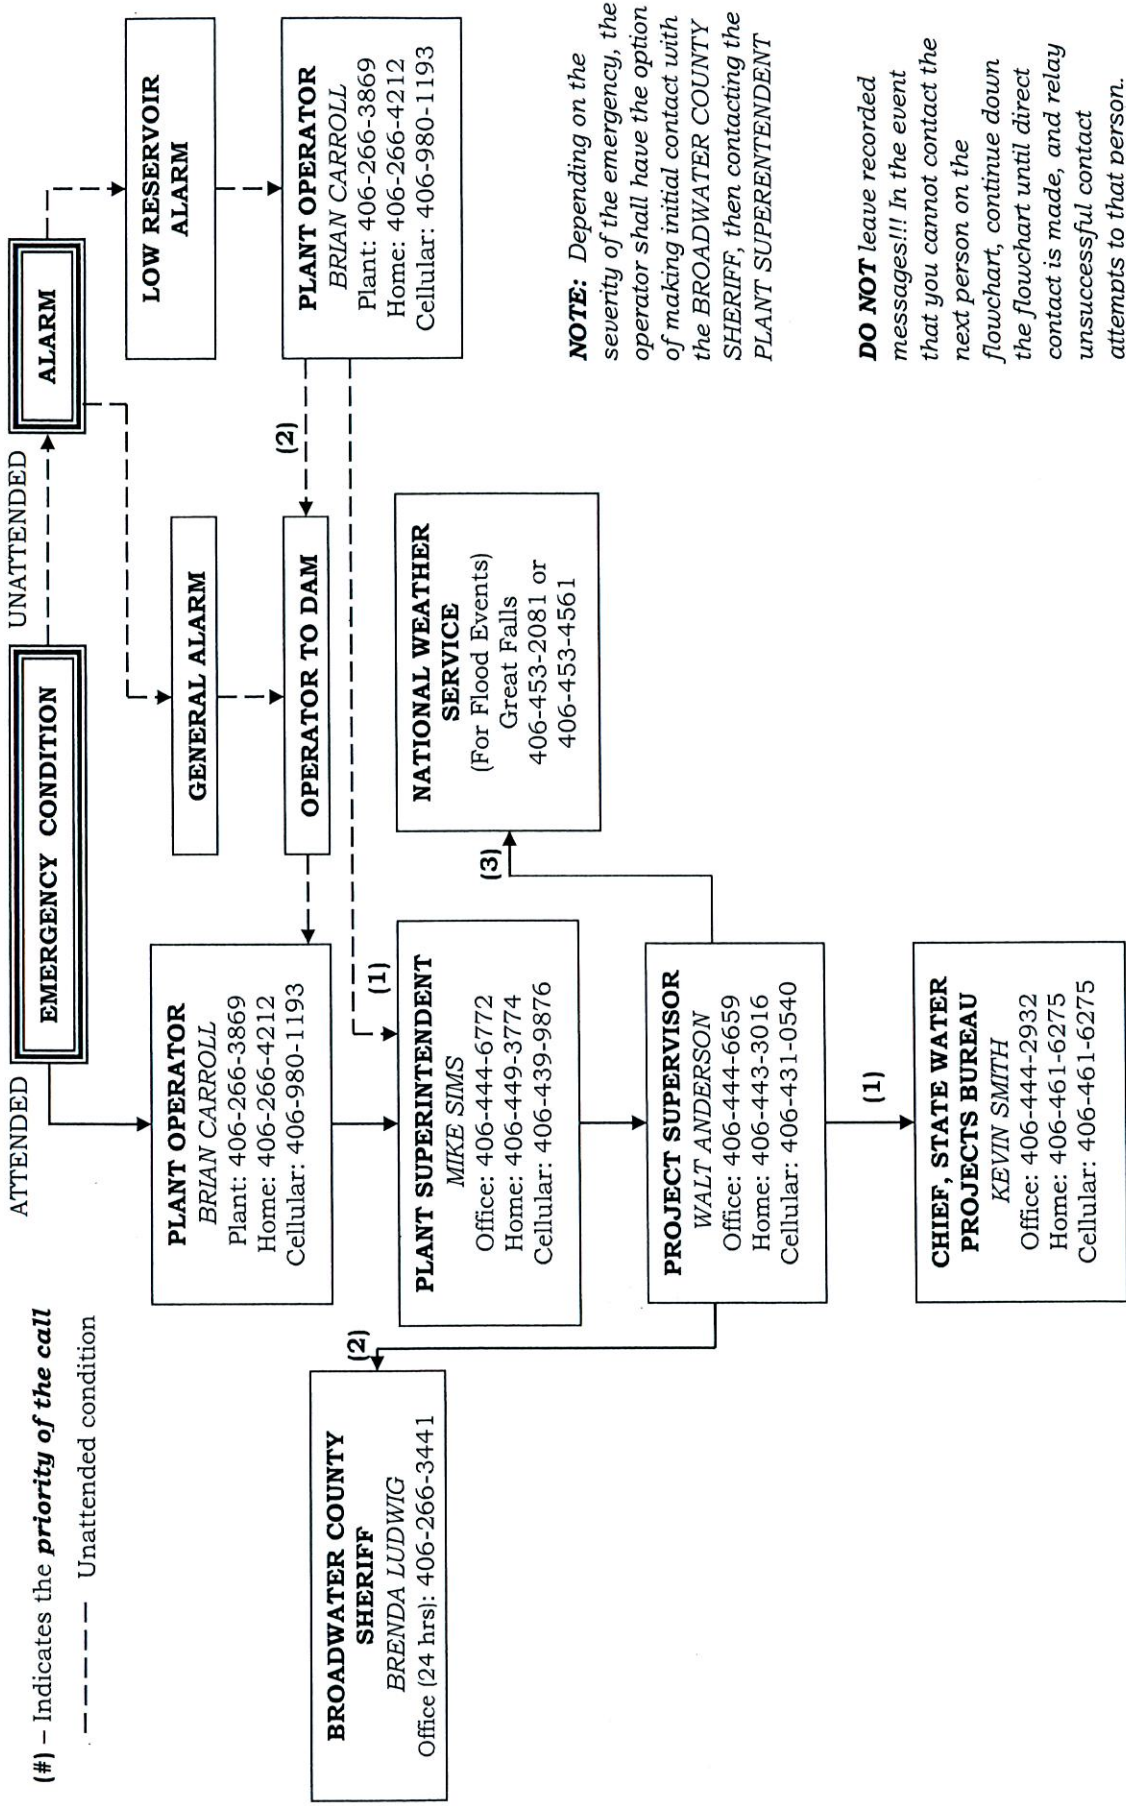 (#) – Indicates the priority of the call
Unattended condition
ATTENDED
UNATTENDED
EMERGENCY CONDITION
ALARM
GENERAL ALARM
LOW RESERVOIR
ALARM
OPERATOR TO DAM
(2)
PLANT OPERATOR
BRIAN CARROLL
Plant: 406-266-3869
Home: 406-266-4212
Cellular: 406-980-1193
PLANT OPERATOR
BRIAN CARROLL
Plant: 406-266-3869
Home: 406-266-4212
Cellular: 406-980-1193
(1)
PLANT SUPERINTENDENT
MIKE SIMS
Office: 406-444-6772
Home: 406-449-3774
Cellular: 406-439-9876
BROADWATER COUNTY
SHERIFF
BRENDA LUDWIG
Office (24 hrs): 406-266-3441
(2)
NATIONAL WEATHER
SERVICE
(For Flood Events)
Great Falls
406-453-2081 or
406-453-4561
(3)
PROJECT SUPERVISOR
WALT ANDERSON
Office: 406-444-6659
Home: 406-443-3016
Cellular: 406-431-0540
(1)
CHIEF, STATE WATER
PROJECTS BUREAU
KEVIN SMITH
Office: 406-444-2932
Home: 406-461-6275
Cellular: 406-461-6275
NOTE: Depending on the
severity of the emergency, the
operator shall have the option
of making initial contact with
the BROADWATER COUNTY
SHERIFF, then contacting the
PLANT SUPERENTENDENT
DO NOT leave recorded
messages!!! In the event
that you cannot contact the
next person on the
flowchart, continue down
the flowchart until direct
contact is made, and relay
unsuccessful contact
attempts to that person.